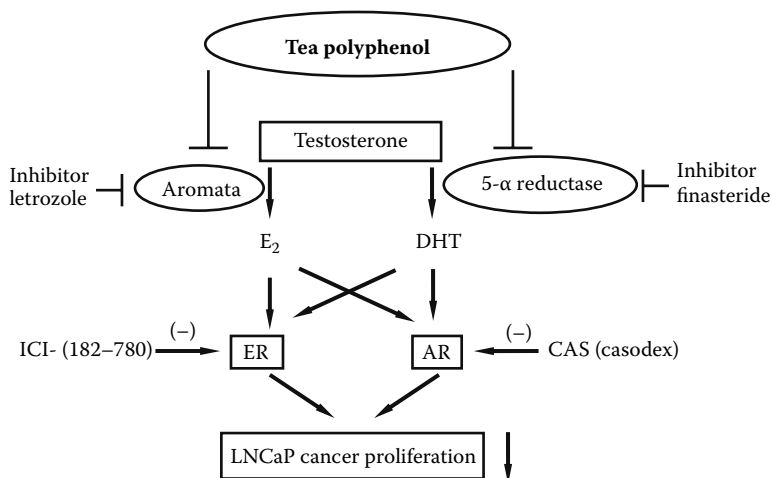 Tea polyphenol
Testosterone
Inhibitor
letrozole
Aromata
5-α reductase
Inhibitor
finasteride
E₂
DHT
ICI- (182–780)
(–)
ER
AR
(–)
CAS (casodex)
LNCaP cancer proliferation